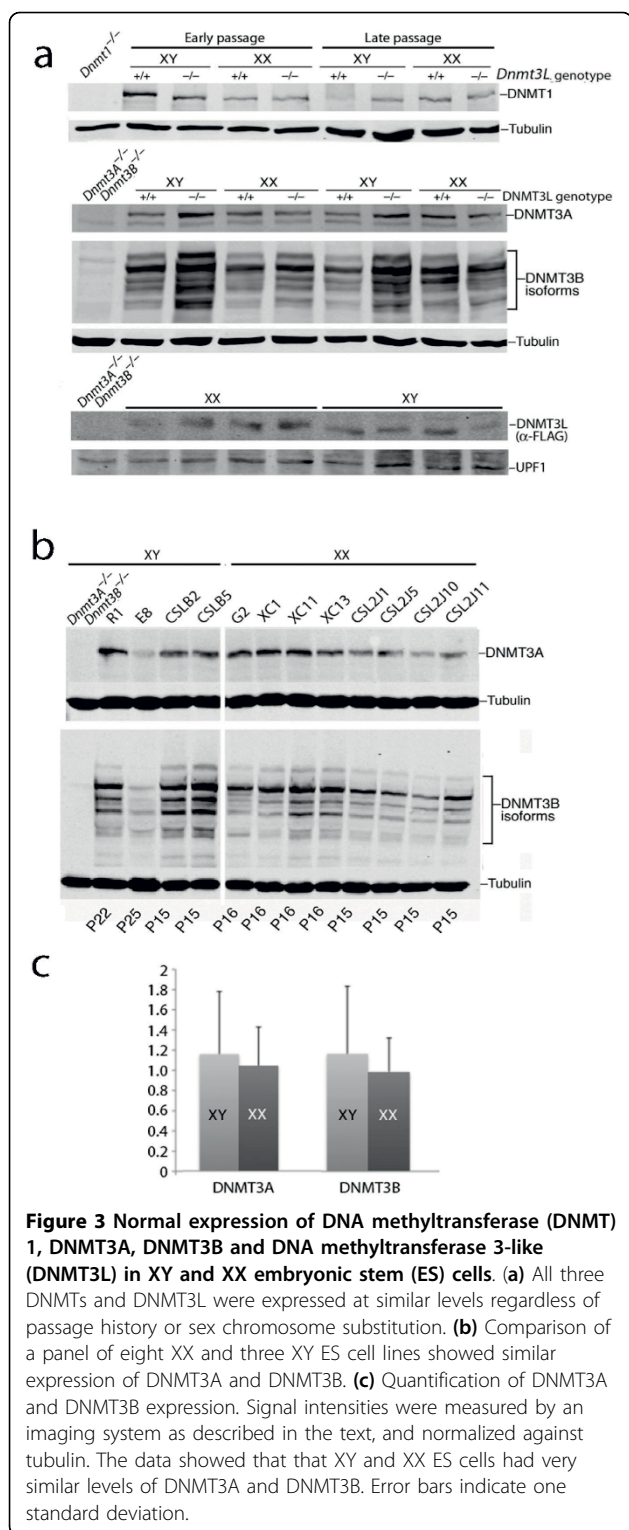 a
Early passage Late passage
Dnmt1–/– XY XX XY XX Dnmt3L genotype
+/+ –/– +/+ –/– +/+ –/– +/+ –/–
–DNMT1
–Tubulin
Dnmt3A–/–
Dnmt3B–/–
XY XX XY XX
+/+ –/– +/+ –/– +/+ –/– +/+ –/– DNMT3L genotype
–DNMT3A
DNMT3B
isoforms
–Tubulin
Dnmt3A–/–
Dnmt3B–/–
XX XY
–DNMT3L
(α-FLAG)
–UPF1
b
XY XX
Dnmt3A–/–
Dnmt3B–/–
R1 E8 CSLB2 CSLB5 G2 XC1 XC11 XC13 CSL2J1 CSL2J5 CSL2J10 CSL2J11
–DNMT3A
–Tubulin
DNMT3B
isoforms
–Tubulin
P22 P25 P15 P15 P16 P16 P16 P16 P15 P15 P15 P15
c
2
1.8
1.6
1.4
1.2
1.0
0.8
0.6
0.4
0.2
0
XY XX XY XX
DNMT3A DNMT3B
Figure 3 Normal expression of DNA methyltransferase (DNMT)
1, DNMT3A, DNMT3B and DNA methyltransferase 3-like
(DNMT3L) in XY and XX embryonic stem (ES) cells. (a) All three
DNMTs and DNMT3L were expressed at similar levels regardless of
passage history or sex chromosome substitution. (b) Comparison of
a panel of eight XX and three XY ES cell lines showed similar
expression of DNMT3A and DNMT3B. (c) Quantification of DNMT3A
and DNMT3B expression. Signal intensities were measured by an
imaging system as described in the text, and normalized against
tubulin. The data showed that that XY and XX ES cells had very
similar levels of DNMT3A and DNMT3B. Error bars indicate one
standard deviation.